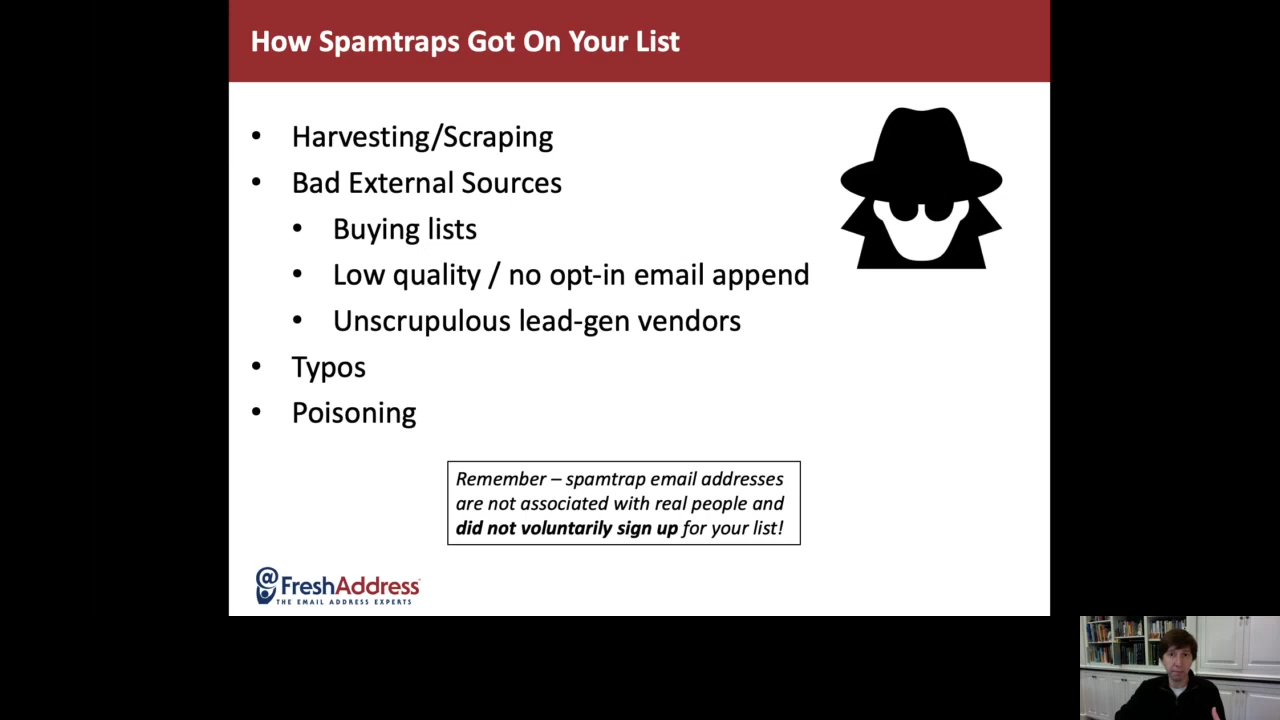 How Spamtraps Got On Your List
• Harvesting/Scraping
• Bad External Sources
• Buying lists
• Low quality / no opt-in email append
• Unscrupulous lead-gen vendors
• Typos
• Poisoning
Remember – spamtrap email addresses
are not associated with real people and
did not voluntarily sign up for your list!
@FreshAddress
THE EMAIL ADDRESS EXPERTS